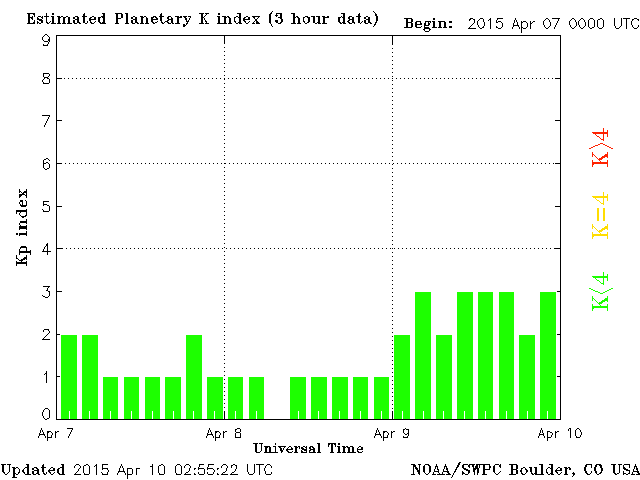 Estimated Planetary K index (3 hour data) Begin: 2015 Apr 07 0000 UTC
9
8
7
6
5
4
3
2
1
0
Kp index
K>4
K=4
K<4
Apr 7 Apr 8 Apr 9 Apr 10
Universal Time
Updated 2015 Apr 10 02:55:22 UTC NOAA/SWPC Boulder, CO USA